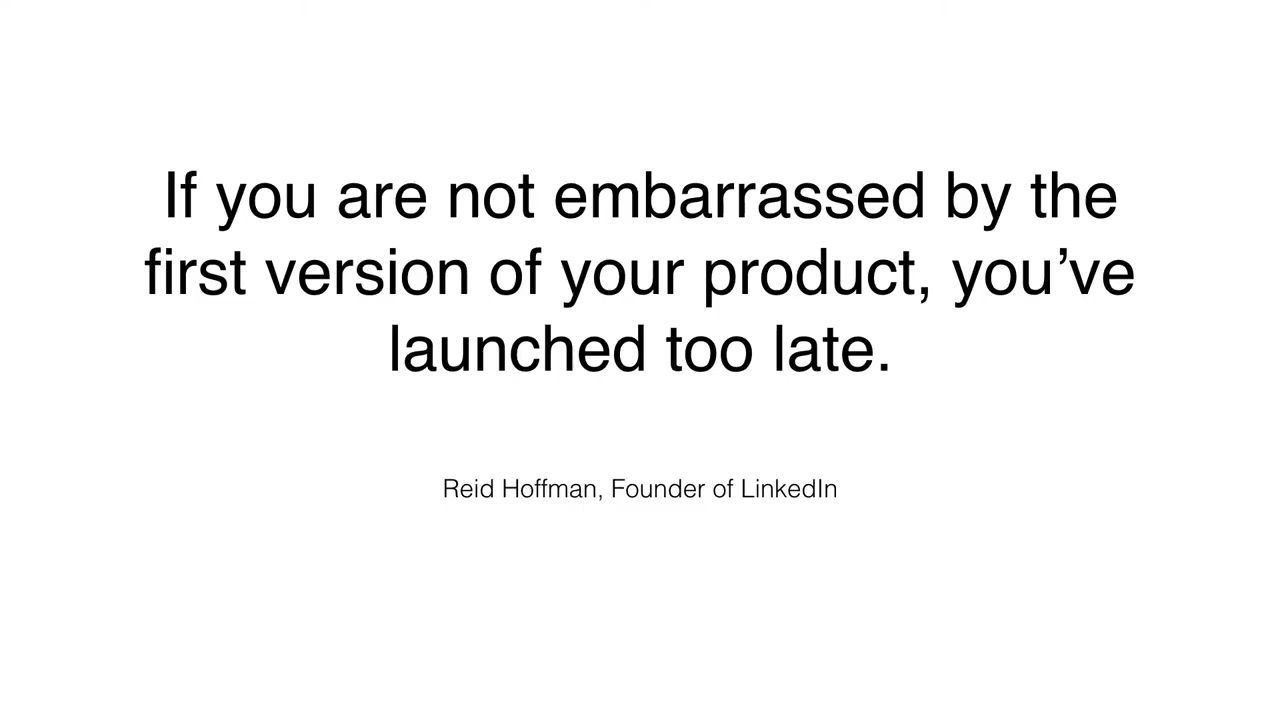 If you are not embarrassed by the
first version of your product, you’ve
launched too late.
Reid Hoffman, Founder of LinkedIn